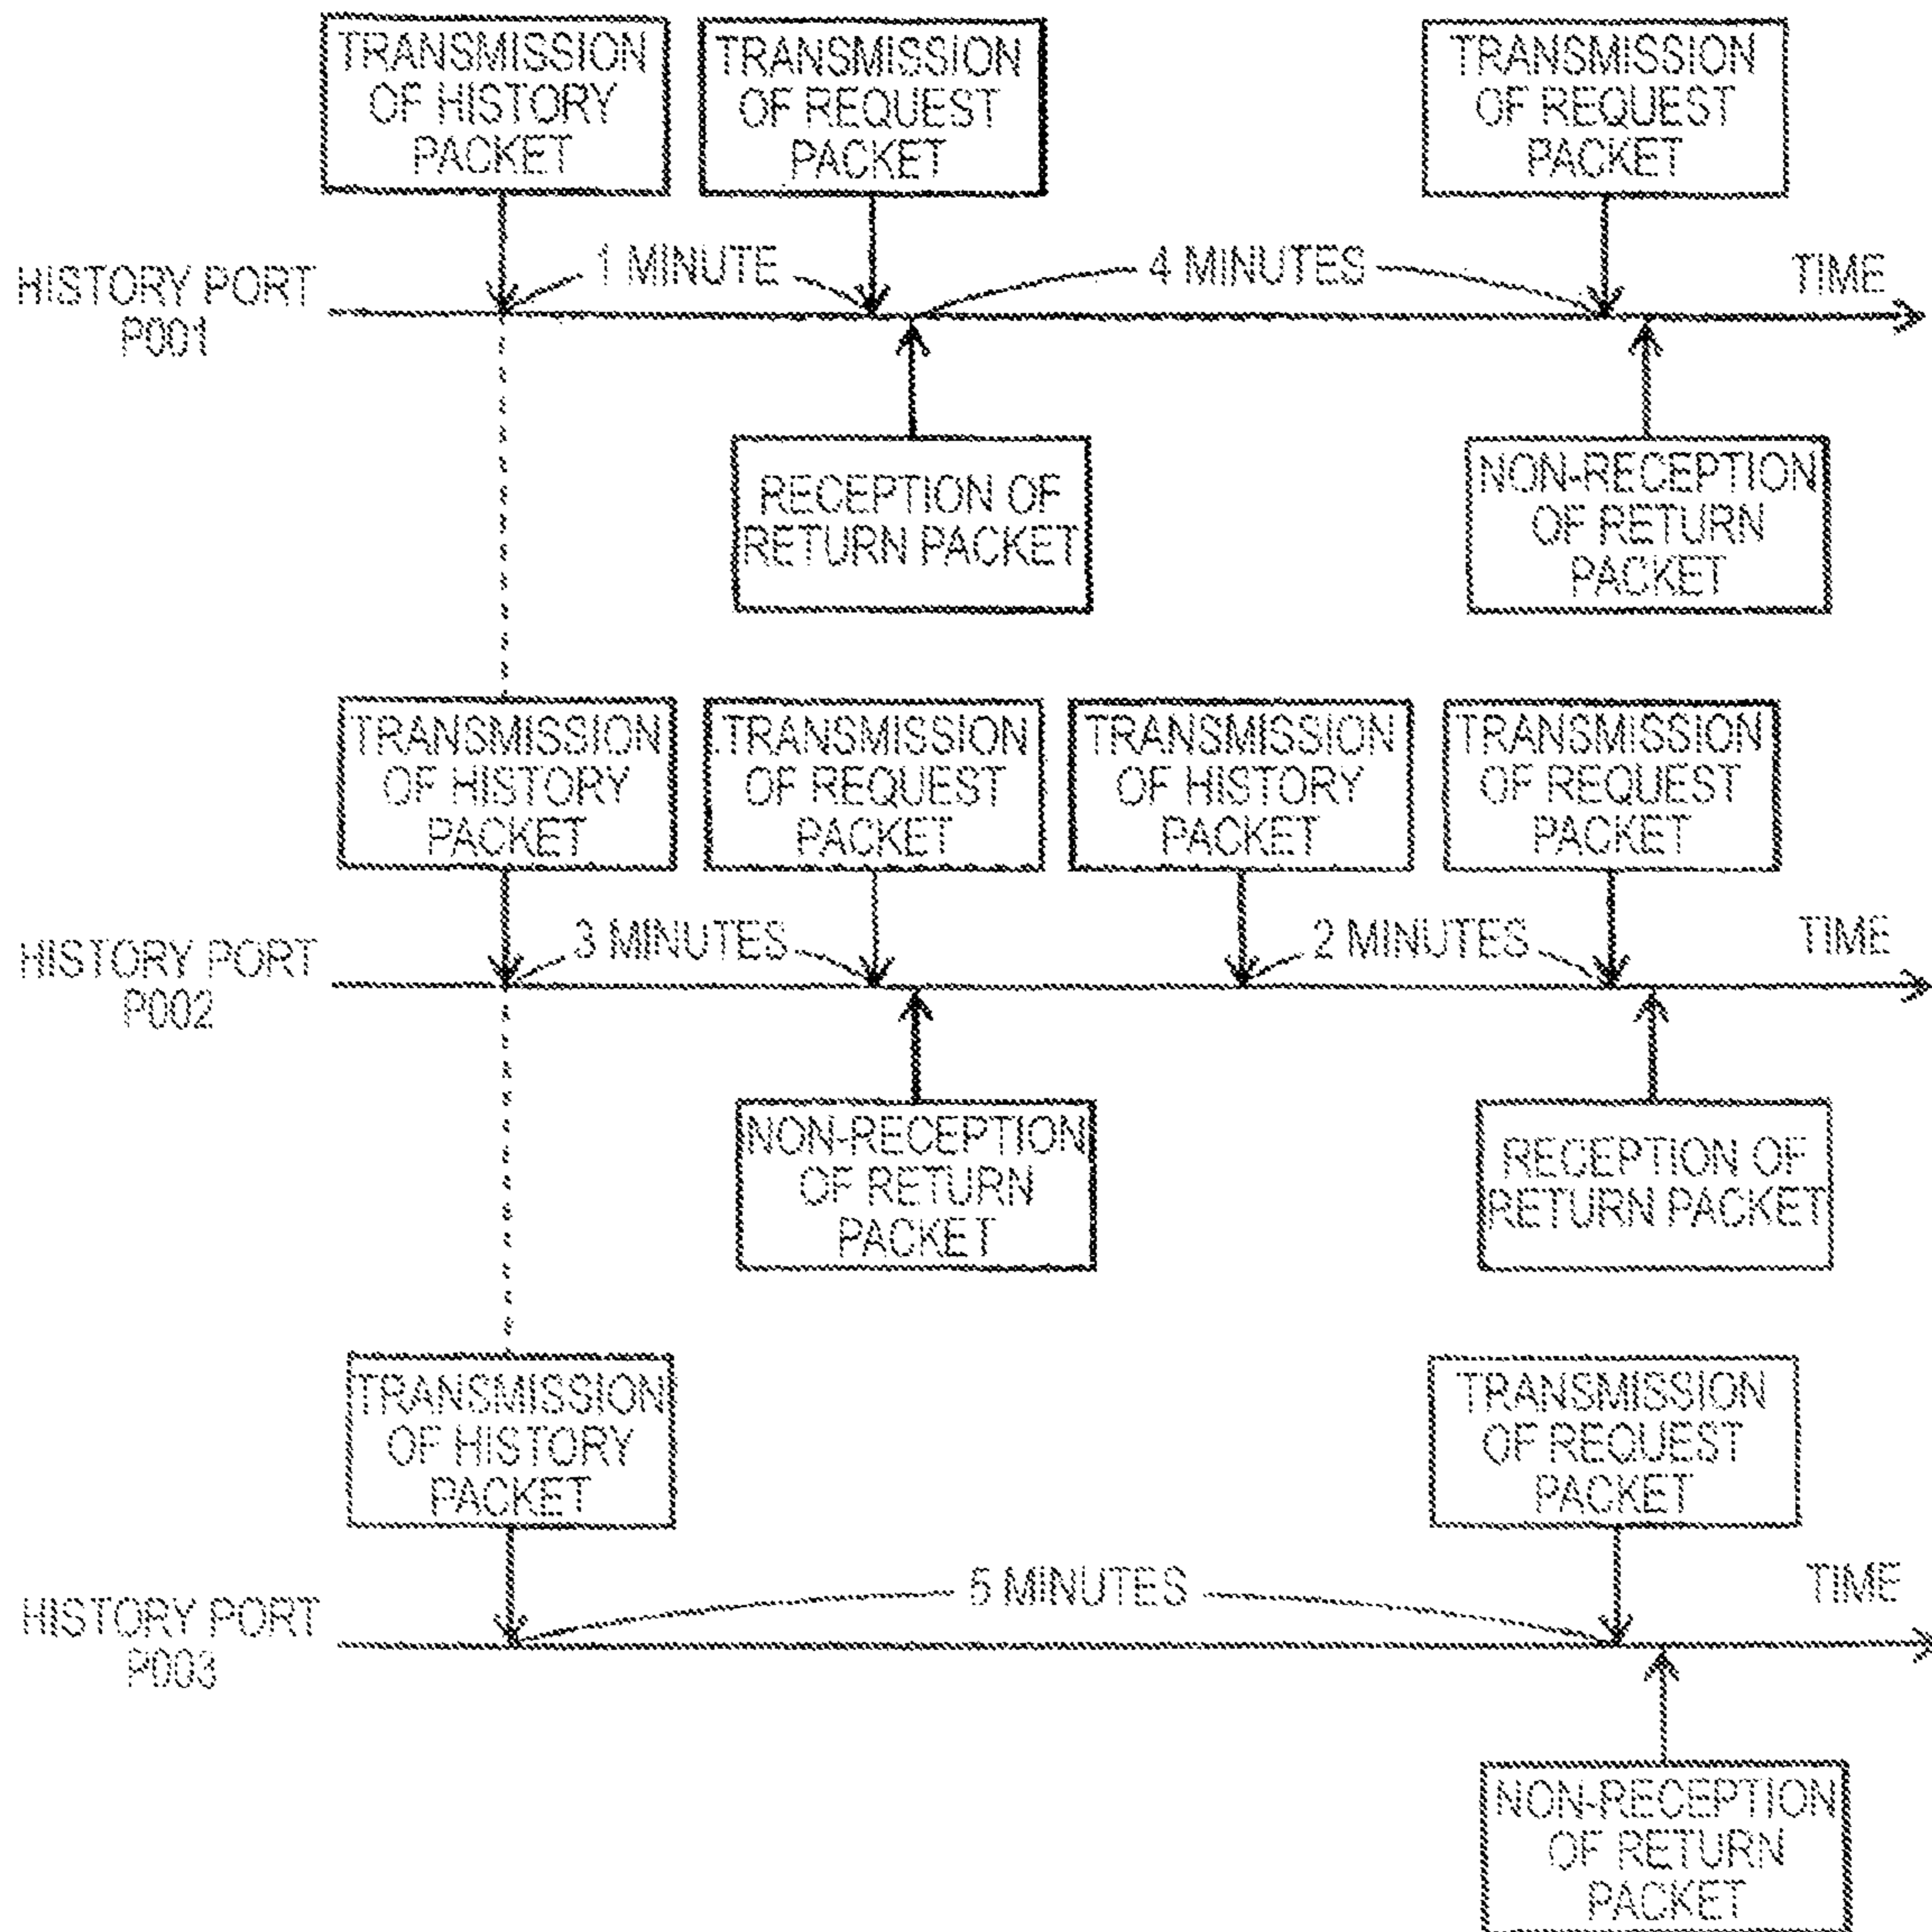 TRANSMISSION
OF HISTORY
PACKET
TRANSMISSION
OF REQUEST
PACKET
TRANSMISSION
OF REQUEST
PACKET
HISTORY PORT
P001
1 MINUTE
4 MINUTES
TIME
RECEPTION OF
RETURN PACKET
NON-RECEPTION
OF RETURN
PACKET
TRANSMISSION
OF HISTORY
PACKET
TRANSMISSION
OF REQUEST
PACKET
TRANSMISSION
OF HISTORY
PACKET
TRANSMISSION
OF REQUEST
PACKET
HISTORY PORT
P002
3 MINUTES
2 MINUTES
TIME
NON-RECEPTION
OF RETURN
PACKET
RECEPTION OF
RETURN PACKET
TRANSMISSION
OF HISTORY
PACKET
TRANSMISSION
OF REQUEST
PACKET
HISTORY PORT
P003
5 MINUTES
TIME
NON-RECEPTION
OF RETURN
PACKET